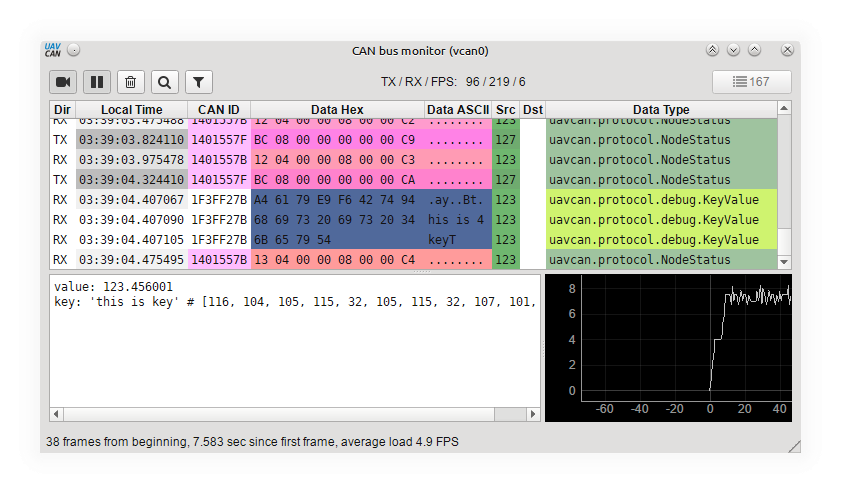 UAV
CAN
CAN bus monitor (vcan0)
TX / RX / FPS: 96 / 219 / 6
167
Dir Local Time CAN ID Data Hex Data ASCII Src Dst Data Type
RX 03:39:03.475488 1401557B 12 04 00 00 08 00 00 C2 ........ 123 uavcan.protocol.NodeStatus
TX 03:39:03.824110 1401557F BC 08 00 00 00 00 00 C9 ........ 127 uavcan.protocol.NodeStatus
RX 03:39:03.975478 1401557B 12 04 00 00 08 00 00 C3 ........ 123 uavcan.protocol.NodeStatus
TX 03:39:04.324410 1401557F BC 08 00 00 00 00 00 CA ........ 127 uavcan.protocol.NodeStatus
RX 03:39:04.407067 1F3FF27B A4 61 79 E9 F6 42 74 94 .ay..Bt. 123 uavcan.protocol.debug.KeyValue
RX 03:39:04.407090 1F3FF27B 68 69 73 20 69 73 20 34 his is 4 123 uavcan.protocol.debug.KeyValue
RX 03:39:04.407105 1F3FF27B 6B 65 79 54 keyT 123 uavcan.protocol.debug.KeyValue
RX 03:39:04.475495 1401557B 13 04 00 00 08 00 00 C4 ........ 123 uavcan.protocol.NodeStatus
value: 123.456001
key: 'this is key' # [116, 104, 105, 115, 32, 105, 115, 32, 107, 101,
8
6
4
2
0
-60 -40 -20 0 20 40
38 frames from beginning, 7.583 sec since first frame, average load 4.9 FPS